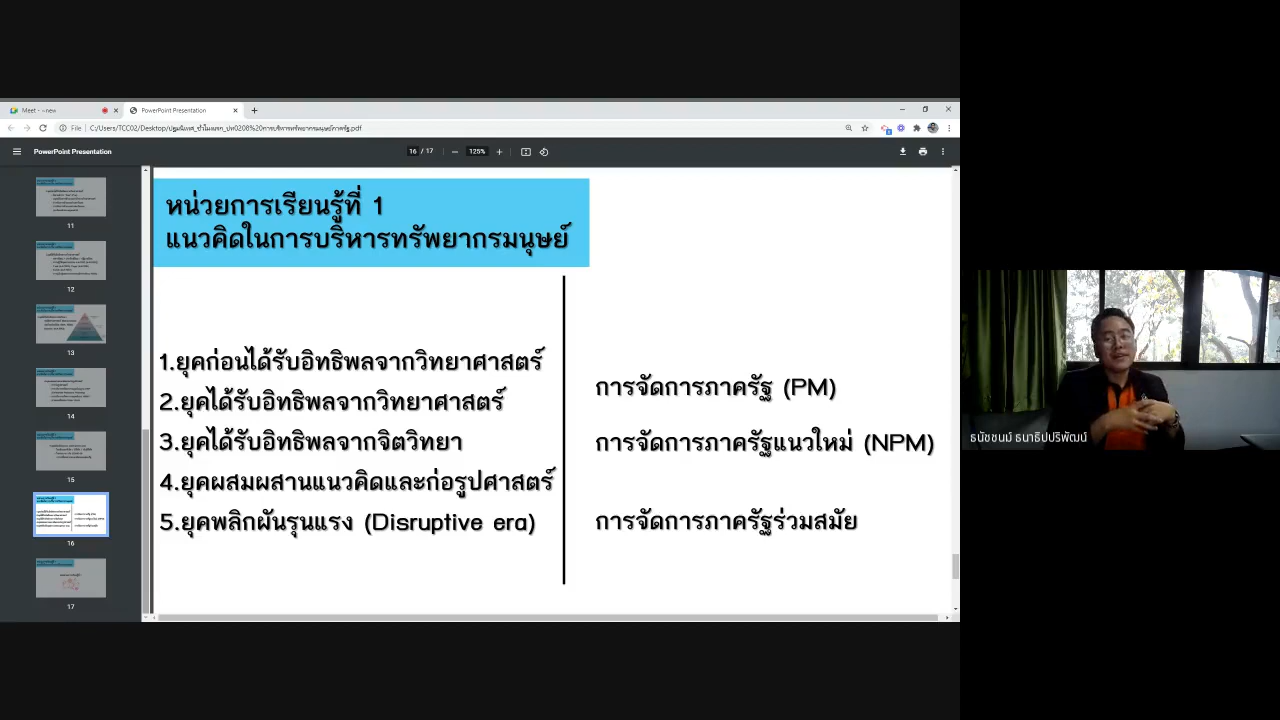 Meet - -new
PowerPoint Presentation
File
PowerPoint Presentation
16 / 17
125%
หน่วยการเรียนรู้ที่ 1
แนวคิดในการบริหารทรัพยากรมนุษย์
1.ยุคก่อนได้รับอิทธิพลจากวิทยาศาสตร์
2.ยุคได้รับอิทธิพลจากวิทยาศาสตร์
3.ยุคได้รับอิทธิพลจากจิตวิทยา
4.ยุคผสมผสานแนวคิดและก่อรูปศาสตร์
5.ยุคพลิกผันรุนแรง (Disruptive era)
การจัดการภาครัฐ (PM)
การจัดการภาครัฐแนวใหม่ (NPM)
การจัดการภาครัฐร่วมสมัย
11
12
13
14
15
16
17
ธนัชชนม์ ธนาธิปปริพัฒน์